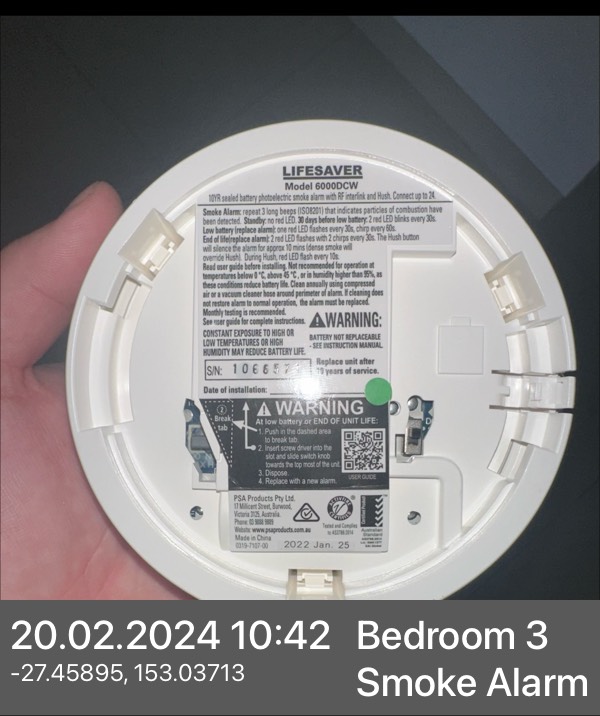 LIFESAVER
Model 6000DCW
10YR sealed battery photoelectric smoke alarm with RF interlink and Hush. Connect up to 24.
Smoke Alarm: repeat 3 long beeps (ISO8201) that indicates particles of combustion have
been detected. Standby: no red LED. 30 days before low battery: 2 red LED blinks every 30s.
Low battery (replace alarm): one red LED flashes every 30s, chirp every 60s.
End of life(replace alarm): 2 red LED flashes with 2 chirps every 30s. The Hush button
will silence the alarm for approx 10 mins (dense smoke will
override Hush). During Hush, red LED flash every 10s.
Read user guide before installing. Not recommended for operation at
temperatures below 0 °C, above 45 °C, or in humidity higher than 95%, as
these conditions reduce battery life. Clean annually using compressed
air or a vacuum cleaner hose around perimeter of alarm. If cleaning does
not restore alarm to normal operation, the alarm must be replaced.
Monthly testing is recommended.
See user guide for complete instructions.
CONSTANT EXPOSURE TO HIGH OR
LOW TEMPERATURES OR HIGH
HUMIDITY MAY REDUCE BATTERY LIFE.
WARNING:
BATTERY NOT REPLACEABLE
- SEE INSTRUCTION MANUAL.
S/N:
Replace unit after
10 years of service.
Date of installation:
2
Break
tab
WARNING
At low battery or END OF UNIT LIFE:
1. Push in the dashed area
to break tab.
2. Insert screw driver into the
slot and slide switch knob
towards the top most of the unit.
3. Dispose.
4. Replace with a new alarm.
USER GUIDE
PSA Products Pty Ltd.
17 Millicent Street, Burwood,
Victoria 3125, Australia.
Website: www.psaproducts.com.au
Made in China
2022 Jan. 25
Tested and Complies
Australian
Standard
20.02.2024 10:42
-27.45895, 153.03713
Bedroom 3
Smoke Alarm